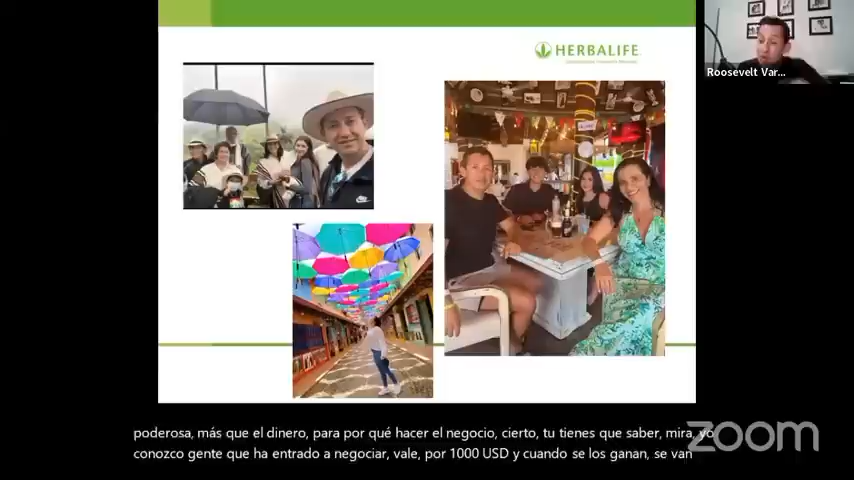 HERBALIFE
Roosevelt Var...
poderosa, más que el dinero, para por qué hacer el negocio, cierto, tu tienes que saber, mira, yo
conozco gente que ha entrado a negociar, vale, por 1000 USD y cuando se los ganan, se van
zoom